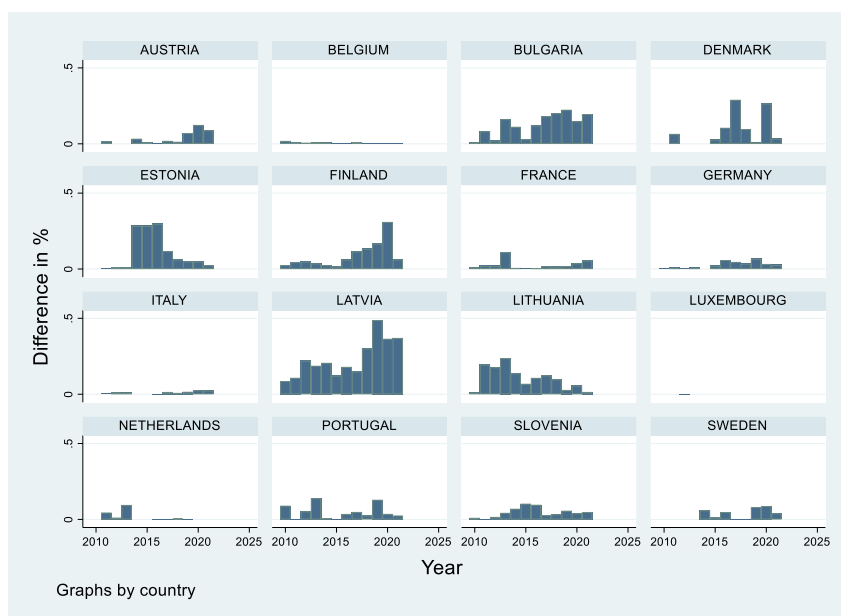 AUSTRIA BELGIUM BULGARIA DENMARK
.5
0
ESTONIA FINLAND FRANCE GERMANY
.5
0
ITALY LATVIA LITHUANIA LUXEMBOURG
.5
0
NETHERLANDS PORTUGAL SLOVENIA SWEDEN
.5
0
2010 2015 2020 2025 2010 2015 2020 2025 2010 2015 2020 2025 2010 2015 2020 2025
Difference in %
Year
Graphs by country